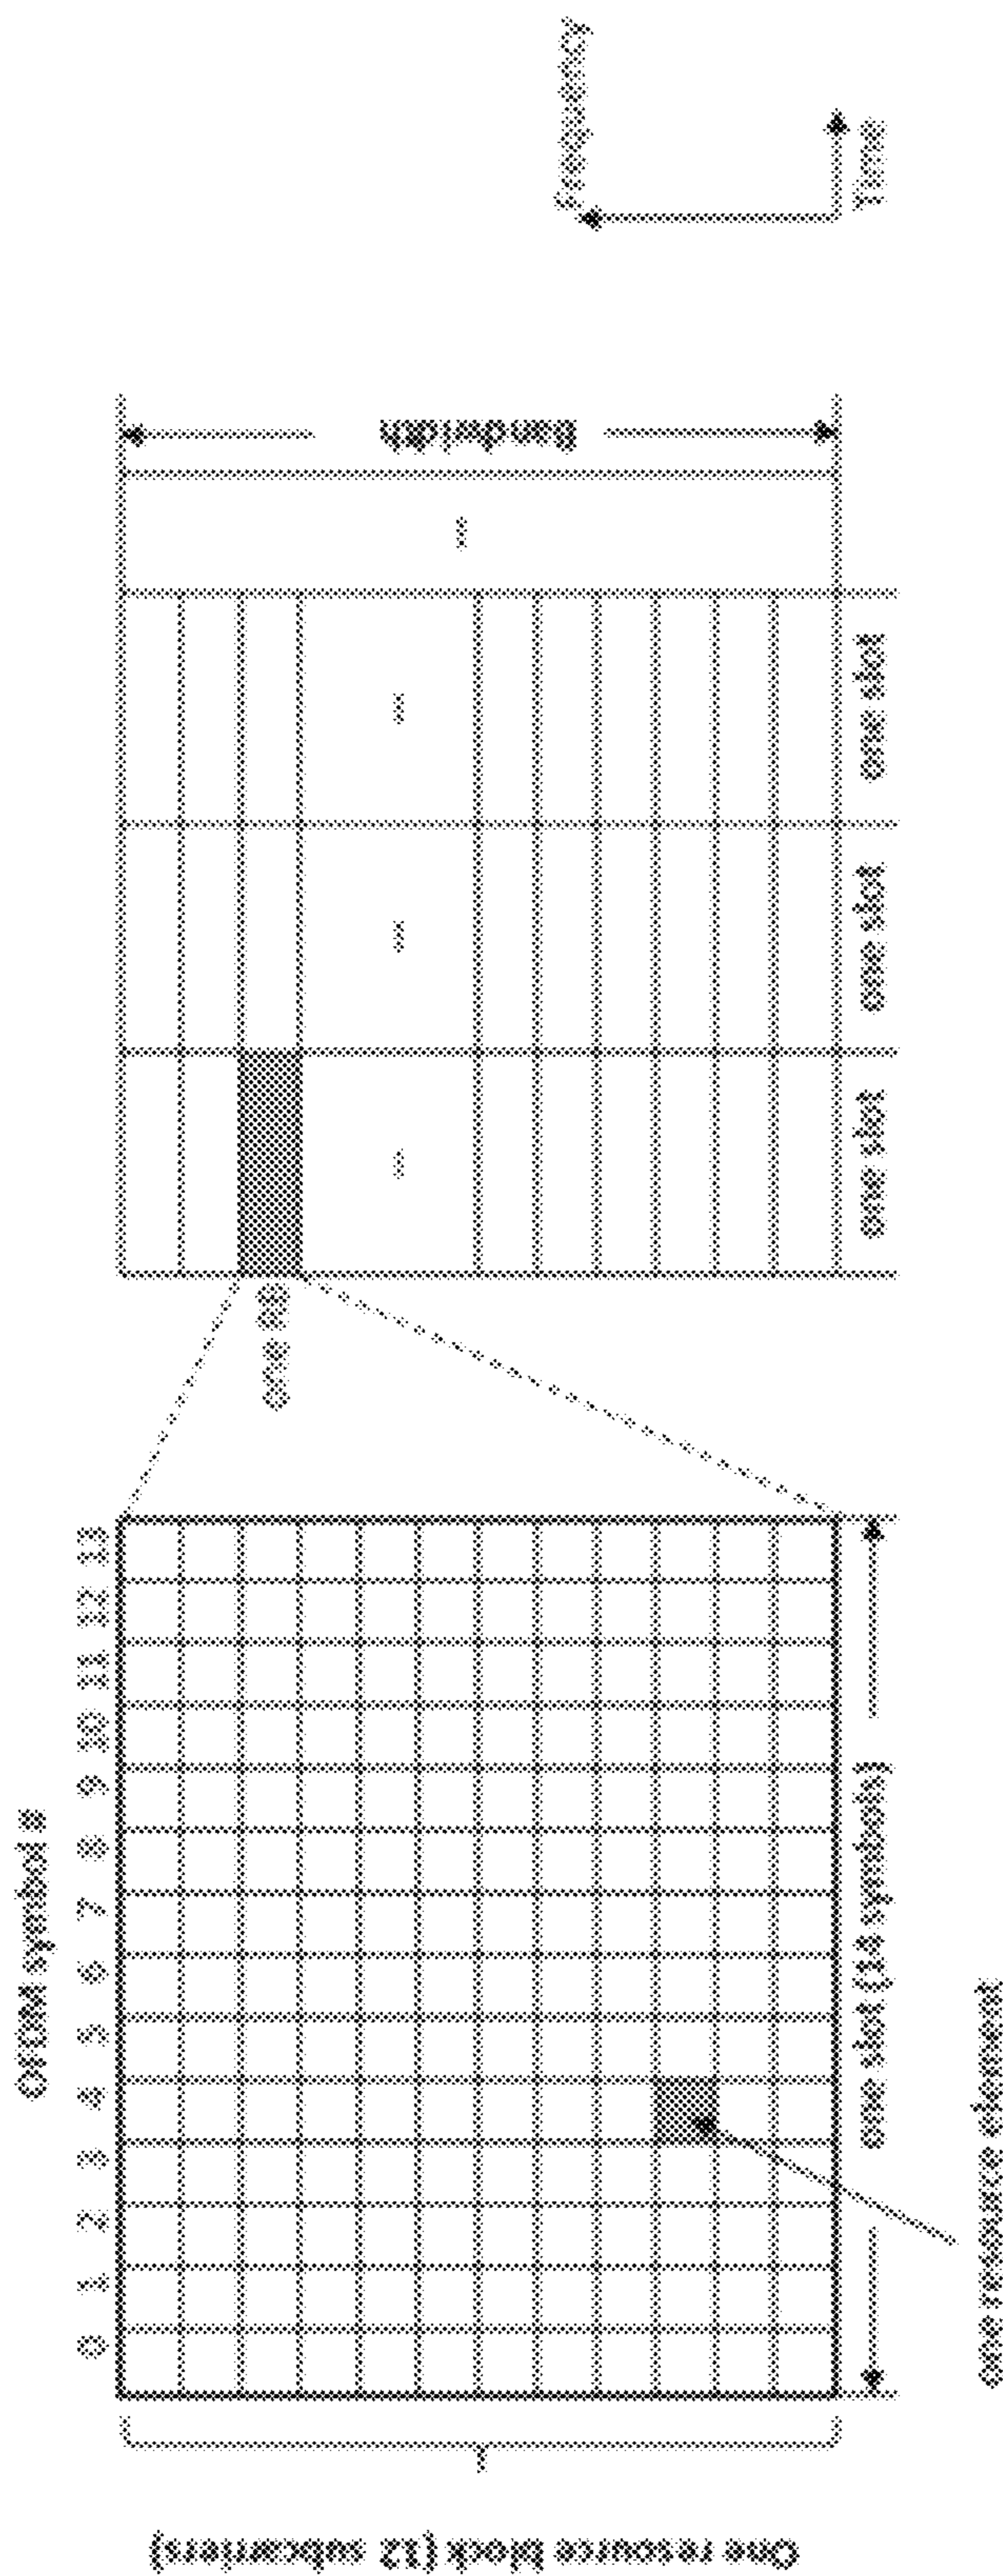 OFDM symbol #
0 1 2 3 4 5 6 7 8 9 10 11 12 13
One resource block (12 subcarriers)
one slot (14 symbols)
one resource element
one RB
one slot one slot one slot
...
...
...
...
Bandwidth
Frequency
Time